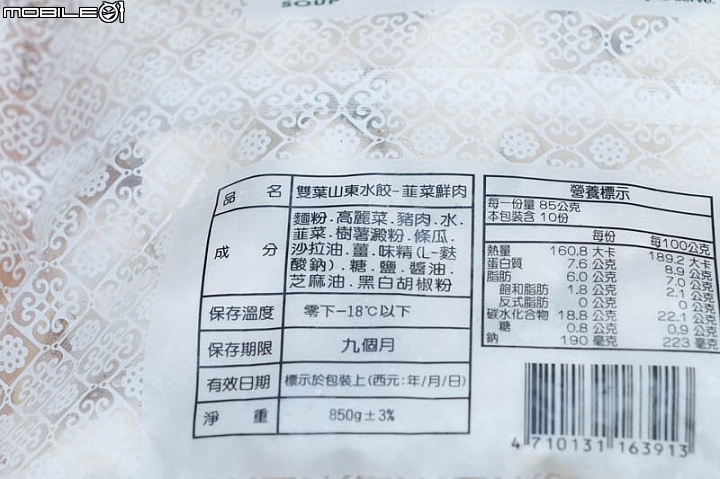 MOBILE01
SOUP
品名 雙葉山東水餃-韮菜鮮肉
成分 麵粉.高麗菜.豬肉.水.
韮菜.樹薯澱粉.條瓜.
沙拉油.薑.味精(L-麩
酸鈉).糖.鹽.醬油.
芝麻油.黑白胡椒粉
保存溫度 零下-18℃以下
保存期限 九個月
有效日期 標示於包裝上(西元:年/月/日)
淨重 850g±3%
營養標示
每一份量 85公克
本包裝含 10份
每份 每100公克
熱量 160.8 大卡 189.2 大卡
蛋白質 7.6 公克 8.9 公克
脂肪 6.0 公克 7.0 公克
飽和脂肪 1.8 公克 2.1 公克
反式脂肪 0 公克 0 公克
碳水化合物 18.8 公克 22.1 公克
糖 0.8 公克 0.9 公克
鈉 190 毫克 223 毫克
4 710131 163913